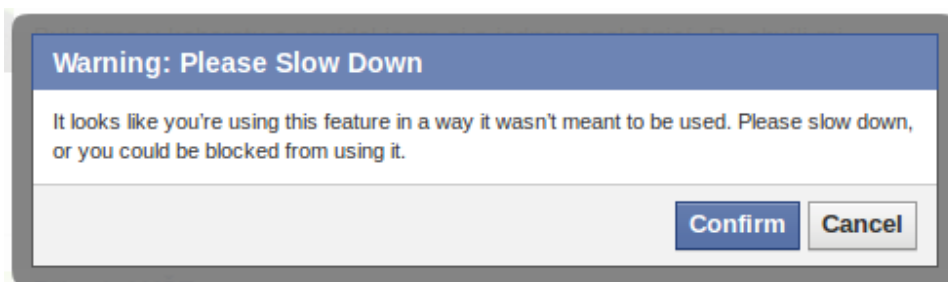 Warning: Please Slow Down
It looks like you're using this feature in a way it wasn't meant to be used. Please slow down,
or you could be blocked from using it.
Confirm Cancel